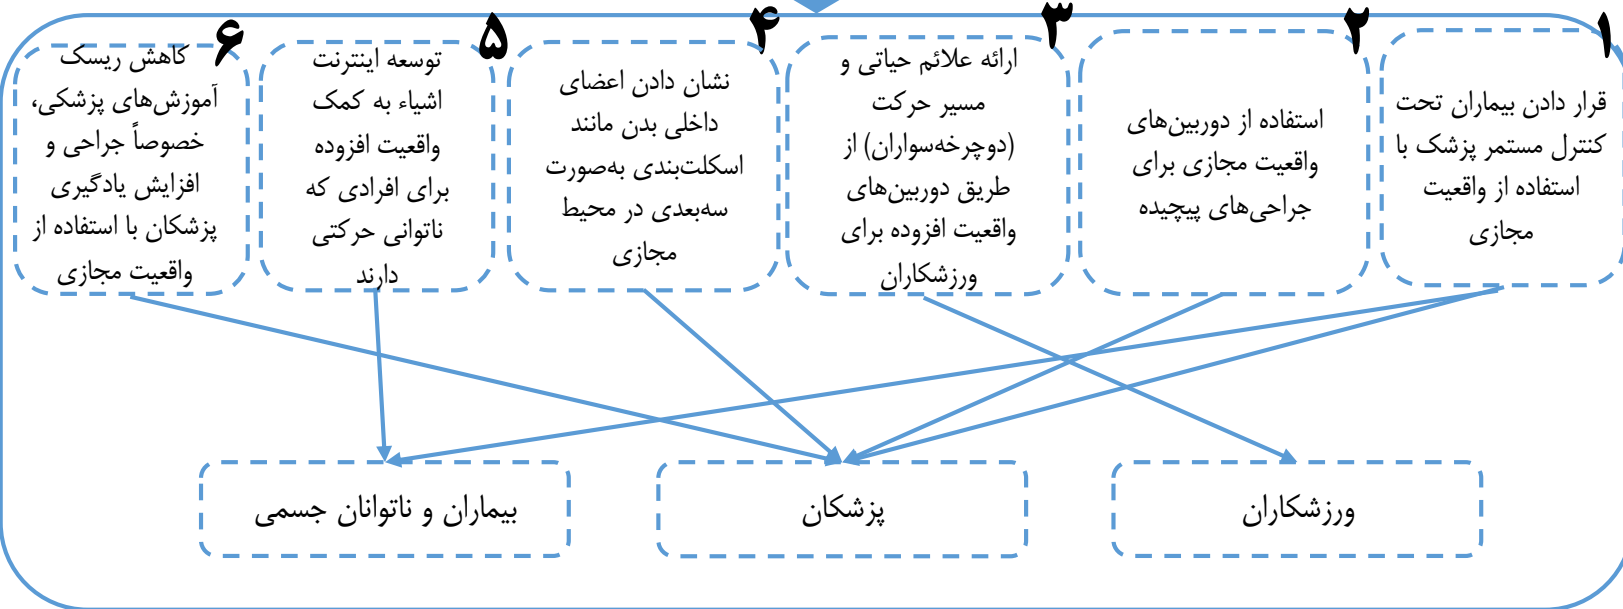 ۱
قرار دادن بیماران تحت
کنترل مستمر پزشک با
استفاده از واقعیت
مجازی
۲
استفاده از دوربین‌های
واقعیت مجازی برای
جراحی‌های پیچیده
۳
ارائه علائم حیاتی و
مسیر حرکت
(دوچرخه‌سواران) از
طریق دوربین‌های
واقعیت افزوده برای
ورزشکاران
۴
نشان دادن اعضای
داخلی بدن مانند
اسکلت‌بندی به‌صورت
سه‌بعدی در محیط
مجازی
۵
توسعه اینترنت
اشیاء به کمک
واقعیت افزوده
برای افرادی که
ناتوانی حرکتی
دارند
۶
کاهش ریسک
آموزش‌های پزشکی،
خصوصاً جراحی و
افزایش یادگیری
پزشکان با استفاده از
واقعیت مجازی
ورزشکاران
پزشکان
بیماران و ناتوانان جسمی